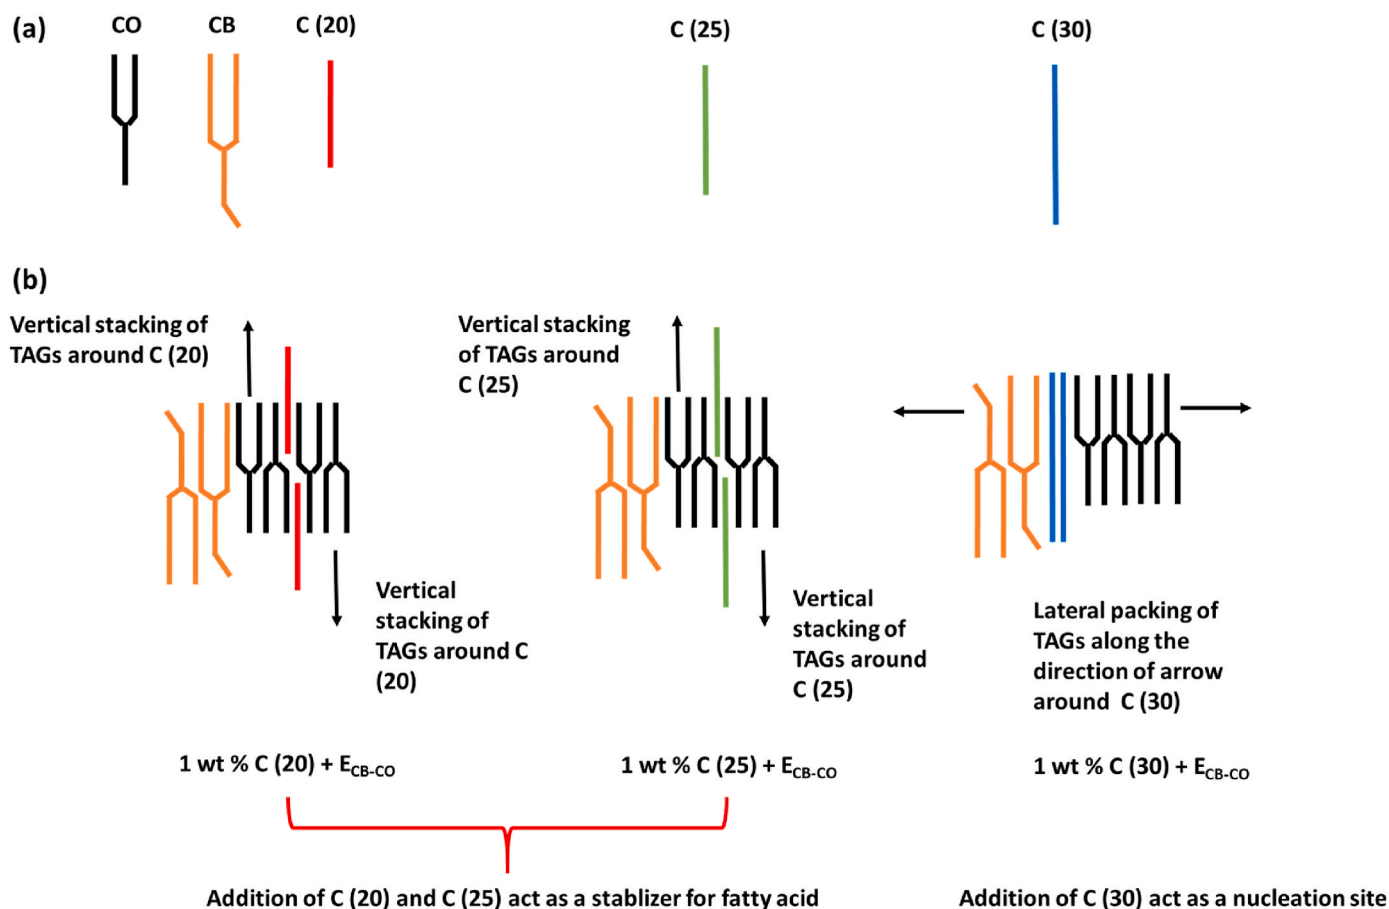 (a)
CO
CB
C (20)
C (25)
C (30)
(b)
Vertical stacking of
TAGs around C (20)
Vertical stacking
of TAGs around
C (25)
Vertical
stacking of
TAGs around C
(20)
Vertical
stacking of
TAGs around
C (25)
Lateral packing of
TAGs along the
direction of arrow
around C (30)
1 wt % C (20) + ECB-CO
1 wt % C (25) + ECB-CO
1 wt % C (30) + ECB-CO
Addition of C (20) and C (25) act as a stablizer for fatty acid
Addition of C (30) act as a nucleation site